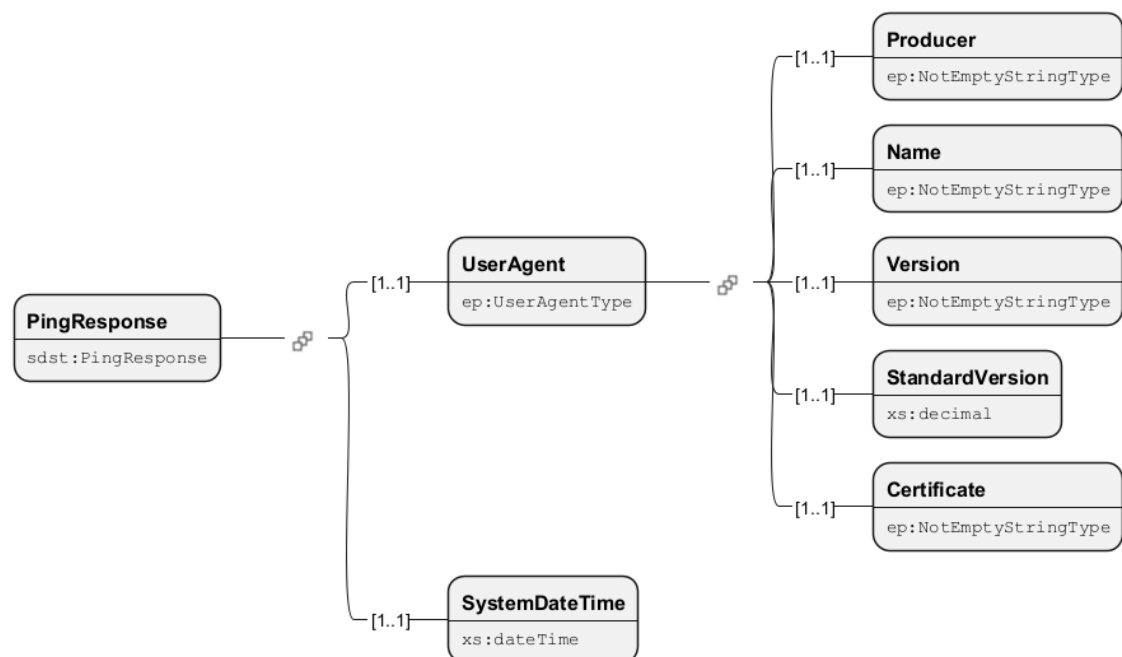 [1..1]
Producer
ep:NotEmptyStringType
[1..1]
Name
ep:NotEmptyStringType
[1..1]
UserAgent
ep:UserAgentType
[1..1]
Version
ep:NotEmptyStringType
PingResponse
sdst:PingResponse
[1..1]
StandardVersion
xs:decimal
[1..1]
Certificate
ep:NotEmptyStringType
[1..1]
SystemDateTime
xs:dateTime